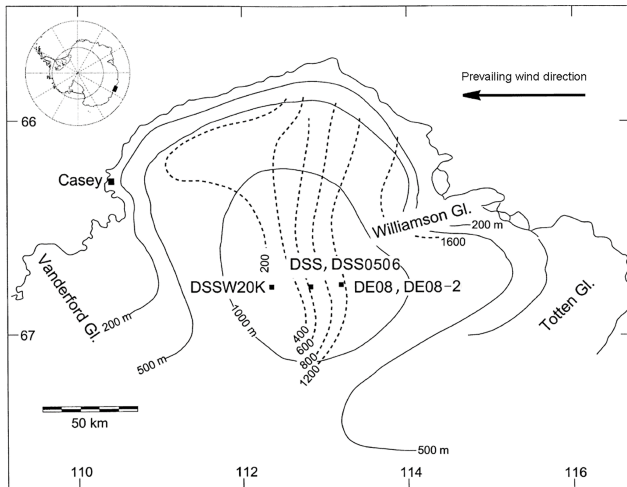 Prevailing wind direction
66
Casey
Williamson Gl.
200 m
1600
200
DSS, DSS0506
DSSW20K
DE08, DE08-2
Vanderford Gl.
1000 m
Totten Gl.
200 m
400
600
800
1200
67
500 m
50 km
500 m
110
112
114
116